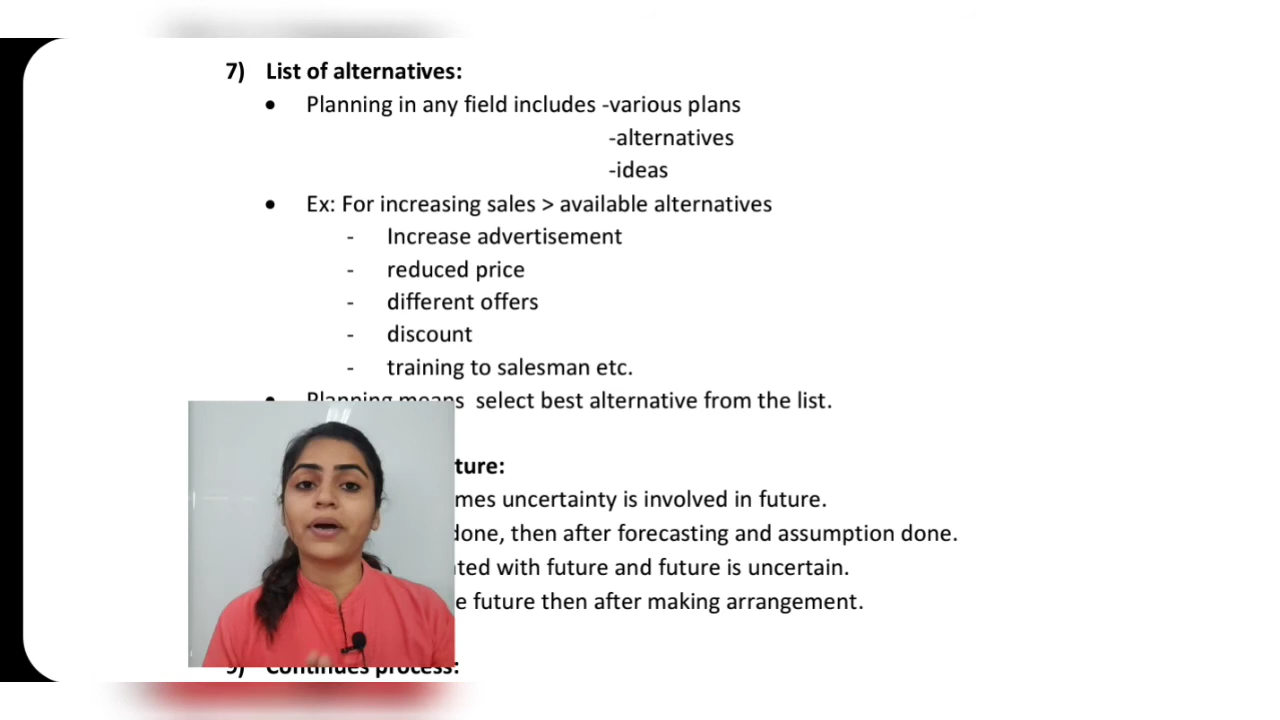 7) List of alternatives:
• Planning in any field includes -various plans
-alternatives
-ideas
• Ex: For increasing sales > available alternatives
- Increase advertisement
- reduced price
- different offers
- discount
- training to salesman etc.
• Planning means select best alternative from the list.
ture:
mes uncertainty is involved in future.
done, then after forecasting and assumption done.
ted with future and future is uncertain.
e future then after making arrangement.
9) Continues process: